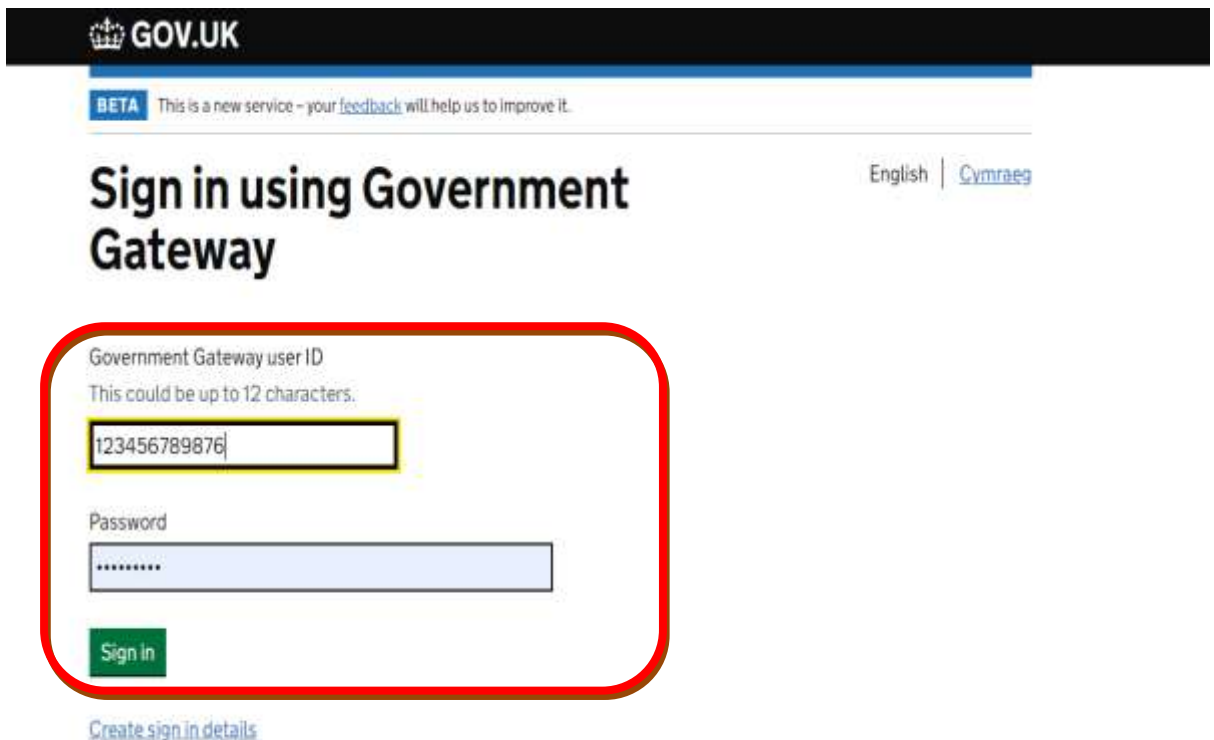 GOV.UK
BETA This is a new service – your feedback will help us to improve it.
Sign in using Government
Gateway
English | Cymraeg
Government Gateway user ID
This could be up to 12 characters.
123456789876
Password
•••••••••
Sign in
Create sign in details